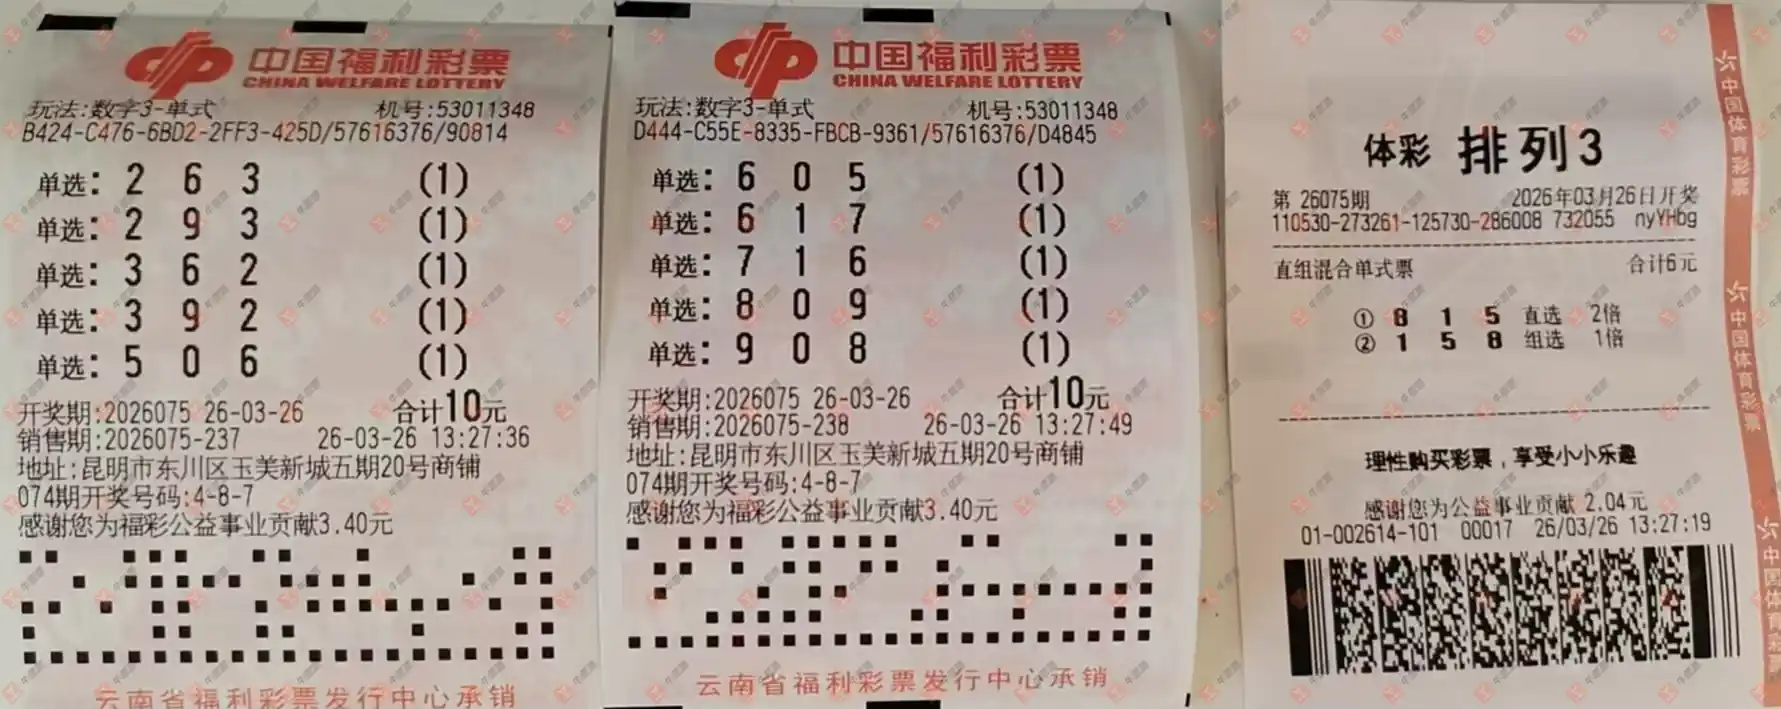 中国福利彩票
CHINA WELFARE LOTTERY
玩法:数字3-单式 机号:53011348
B424-C476-6BD2-2FF3-425D/57616376/90814
单选: 2 6 3 (1)
单选: 2 9 3 (1)
单选: 3 6 2 (1)
单选: 3 9 2 (1)
单选: 5 0 6 (1)
开奖期:2026075 26-03-26 合计10元
销售期:2026075-237 26-03-26 13:27:36
地址:昆明市东川区玉美新城五期20号商铺
074期开奖号码:4-8-7
感谢您为福彩公益事业贡献3.40元
云南省福利彩票发行中心承销
中国福利彩票
CHINA WELFARE LOTTERY
玩法:数字3-单式 机号:53011348
D444-C55E-8335-FBCB-9361/57616376/D4845
单选: 6 0 5 (1)
单选: 6 1 7 (1)
单选: 7 1 6 (1)
单选: 8 0 9 (1)
单选: 9 0 8 (1)
开奖期:2026075 26-03-26 合计10元
销售期:2026075-238 26-03-26 13:27:49
地址:昆明市东川区玉美新城五期20号商铺
074期开奖号码:4-8-7
感谢您为福彩公益事业贡献3.40元
云南省福利彩票发行中心承销
体彩 排列3
第 26075期 2026年03月26日开奖
110530-273261-125730-286008 732055 nyYHbg
直组混合单式票 合计6元
① 8 1 5 直选 2倍
② 1 5 8 组选 1倍
理性购买彩票，享受小小乐趣
感谢您为公益事业贡献 2.04元
01-002614-101 00017 26/03/26 13:27:19
中国体育彩票
中国体育彩票
中国体育彩票